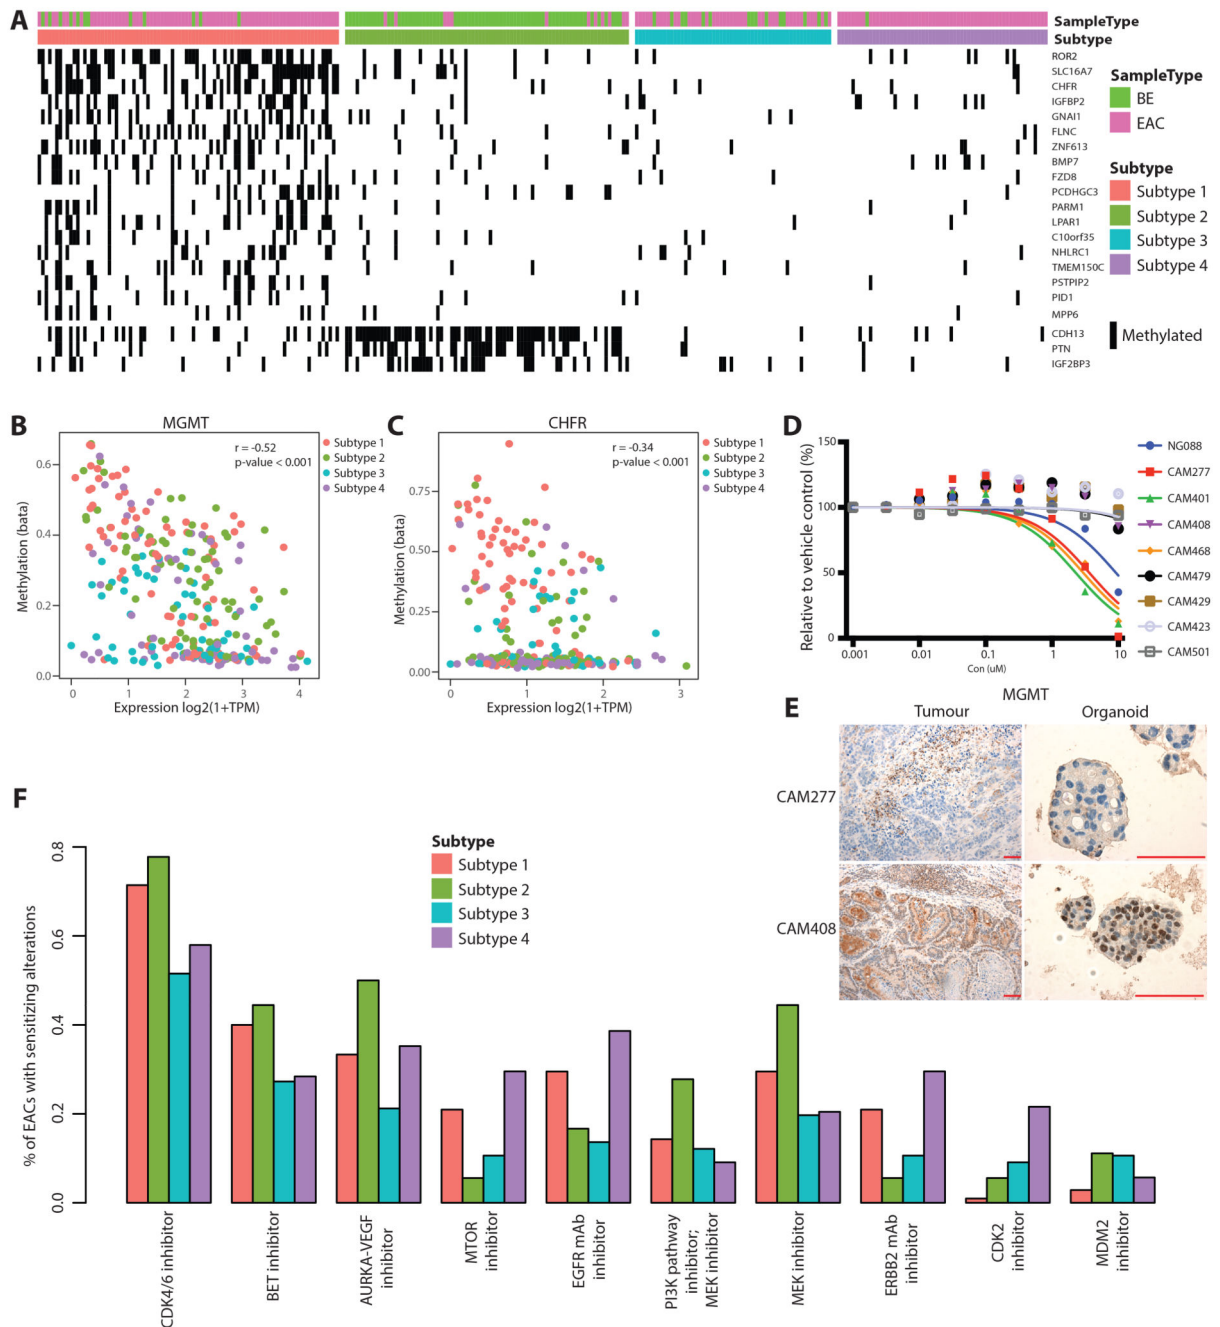 A
SampleType
Subtype
ROR2
SLC16A7
CHFR
IGFBP2
GNAI1
FLNC
ZNF613
BMP7
FZD8
PCDHGC3
PARM1
LPAR1
C10orf35
NHLRC1
TMEM150C
PSTPIP2
PID1
MPP6
CDH13
PTN
IGF2BP3
SampleType
BE
EAC
Subtype
Subtype 1
Subtype 2
Subtype 3
Subtype 4
Methylated
B
MGMT
r = -0.52
p-value < 0.001
Subtype 1
Subtype 2
Subtype 3
Subtype 4
Methylation (bata)
0.6
0.4
0.2
0.0
0
1
2
3
4
Expression log2(1+TPM)
C
CHFR
r = -0.34
p-value < 0.001
Subtype 1
Subtype 2
Subtype 3
Subtype 4
Methylation (bata)
0.75
0.50
0.25
0.00
0
1
2
3
Expression log2(1+TPM)
D
Relative to vehicle control (%)
150
100
50
0
0.001
0.01
0.1
1
10
Con (uM)
NG088
CAM277
CAM401
CAM408
CAM468
CAM479
CAM429
CAM423
CAM501
E
MGMT
Tumour
Organoid
CAM277
CAM408
F
Subtype
Subtype 1
Subtype 2
Subtype 3
Subtype 4
% of EACs with sensitizing alterations
0.8
0.6
0.4
0.2
0.0
CDK4/6 inhibitor
BET inhibitor
AURKA-VEGF
inhibitor
MTOR
inhibitor
EGFR mAb
inhibitor
PI3K pathway
inhibitor;
MEK inhibitor
MEK inhibitor
ERBB2 mAb
inhibitor
CDK2
inhibitor
MDM2
inhibitor